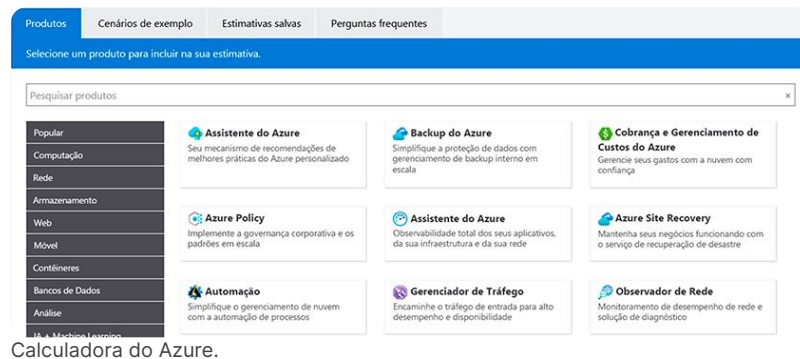 Produtos
Cenários de exemplo
Estimativas salvas
Perguntas frequentes
Selecione um produto para incluir na sua estimativa.
Pesquisar produtos
×
Popular
Computação
Rede
Armazenamento
Web
Móvel
Contêineres
Bancos de Dados
Análise
IA + Machine Learning
Assistente do Azure
Seu mecanismo de recomendações de
melhores práticas do Azure personalizado
Backup do Azure
Simplifique a proteção de dados com
gerenciamento de backup interno em
escala
Cobrança e Gerenciamento de
Custos do Azure
Gerencie seus gastos com a nuvem com
confiança
Azure Policy
Implemente a governança corporativa e os
padrões em escala
Assistente do Azure
Observabilidade total dos seus aplicativos,
da sua infraestrutura e da sua rede
Azure Site Recovery
Mantenha seus negócios funcionando com
o serviço de recuperação de desastre
Automação
Simplifique o gerenciamento de nuvem
com a automação de processos
Gerenciador de Tráfego
Encaminhe o tráfego de entrada para alto
desempenho e disponibilidade
Observador de Rede
Monitoramento de desempenho de rede e
solução de diagnóstico
Calculadora do Azure.